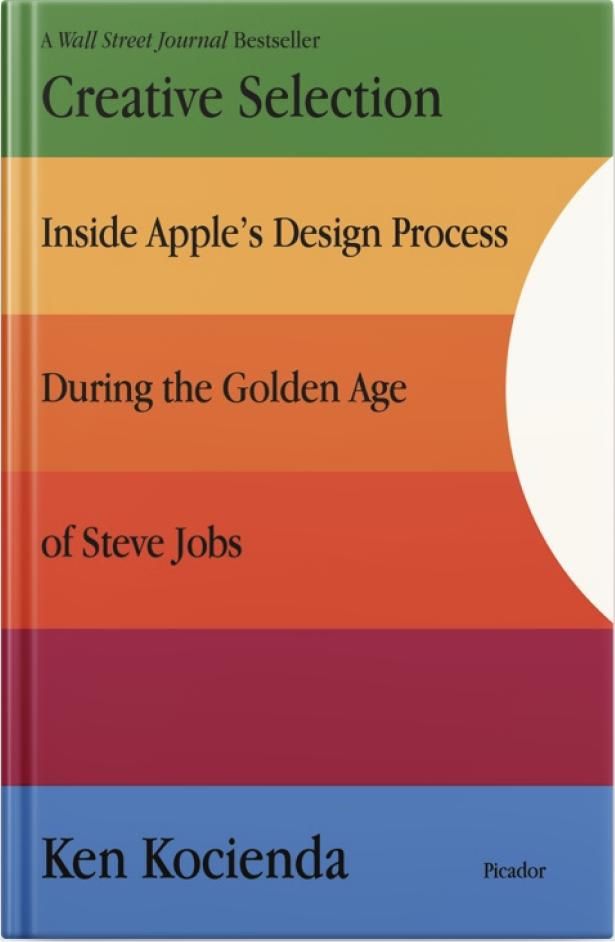 A Wall Street Journal Bestseller
Creative Selection
Inside Apple’s Design Process
During the Golden Age
of Steve Jobs
Ken Kocienda
Picador